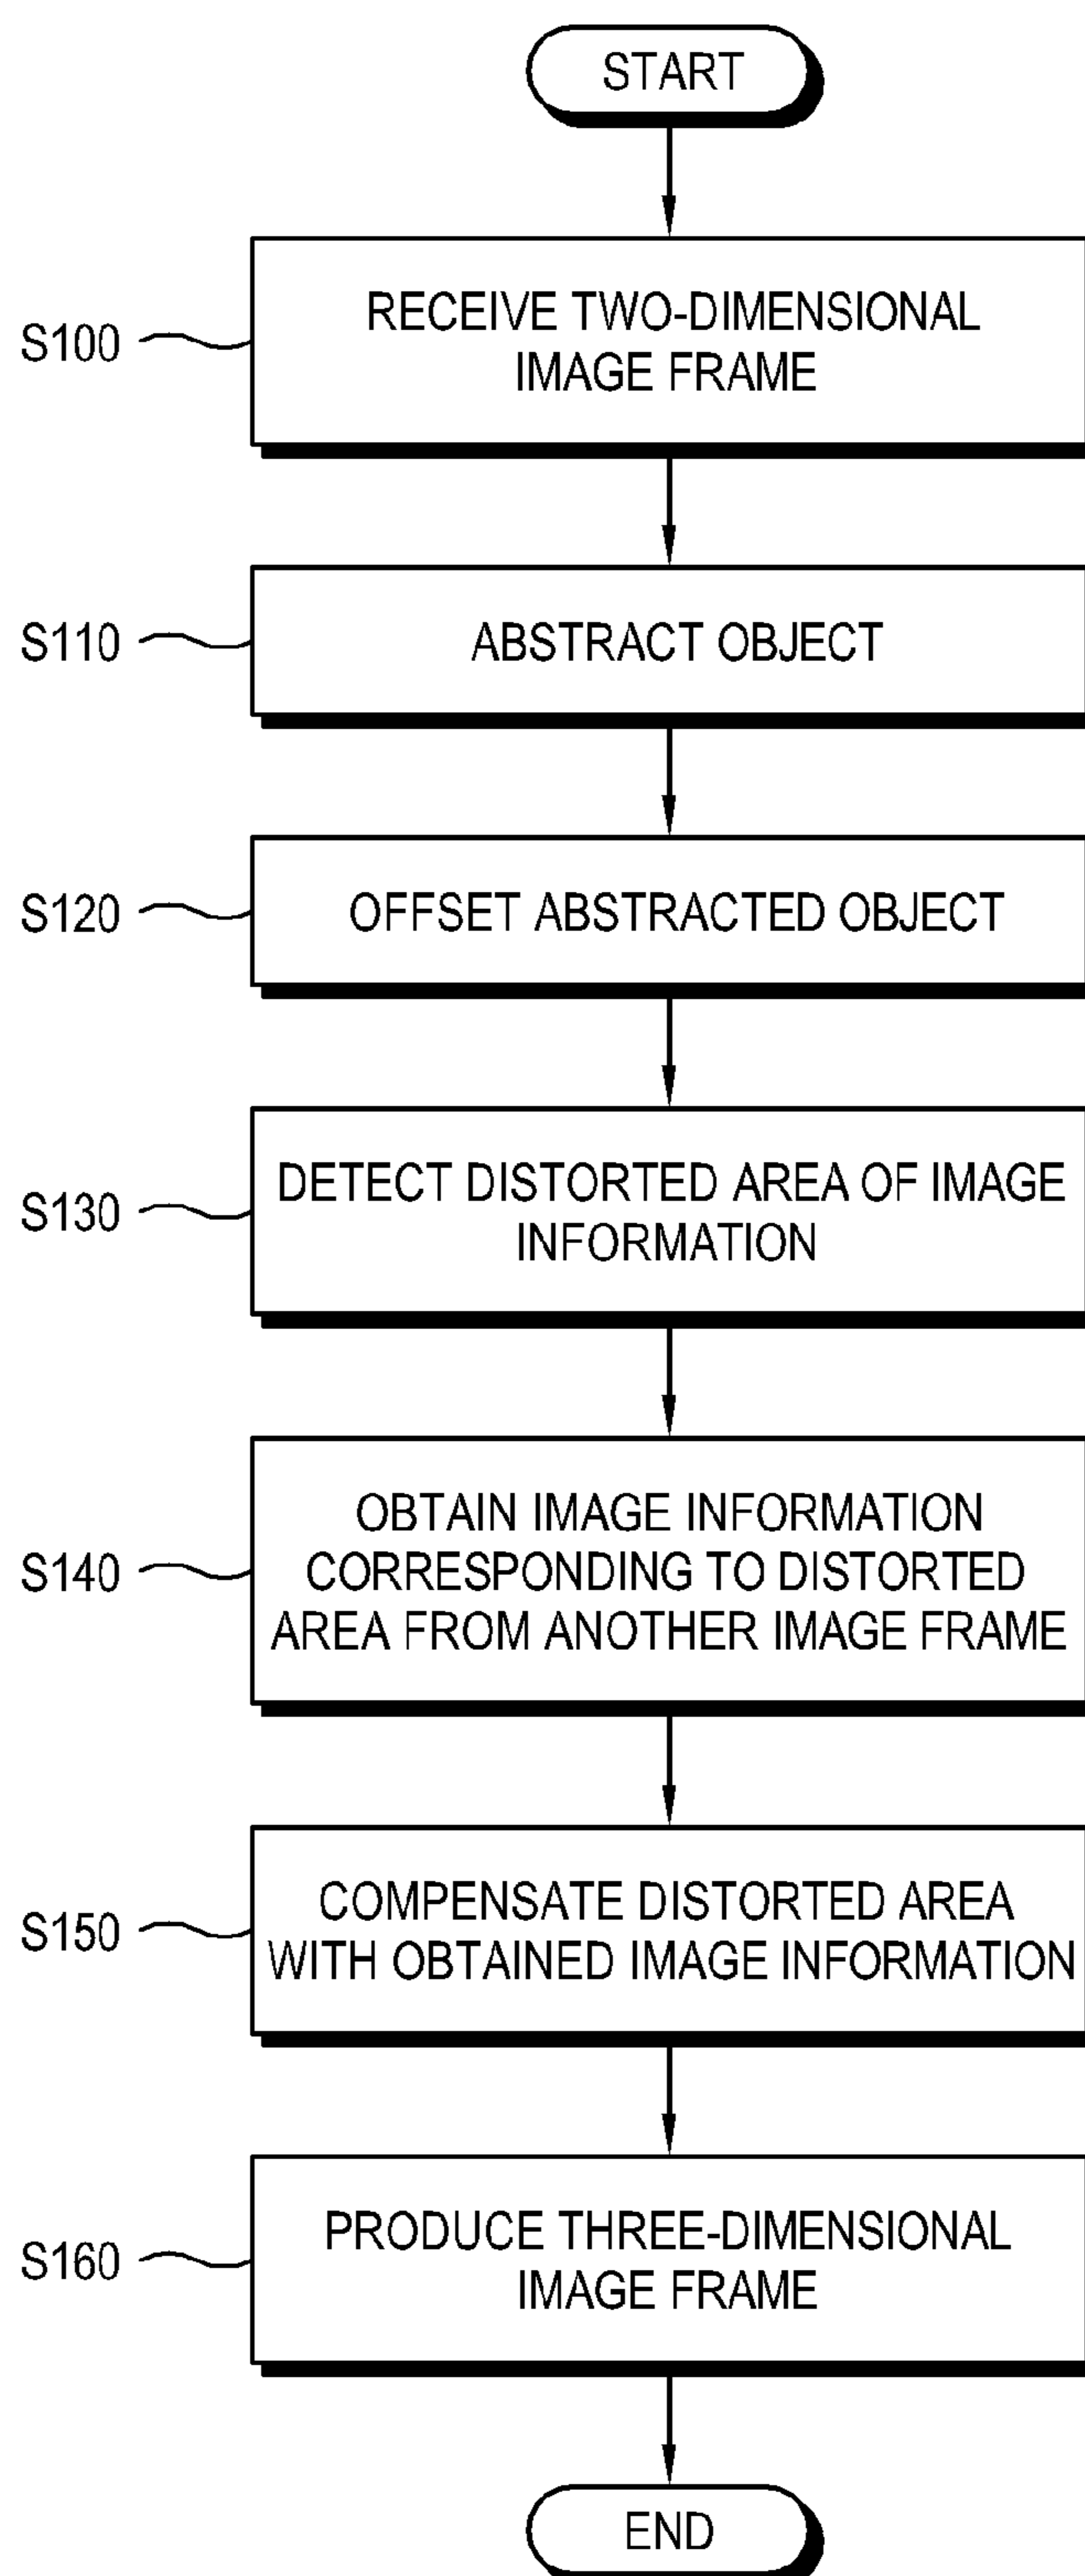 START
S100
RECEIVE TWO-DIMENSIONAL
IMAGE FRAME
S110
ABSTRACT OBJECT
S120
OFFSET ABSTRACTED OBJECT
S130
DETECT DISTORTED AREA OF IMAGE
INFORMATION
S140
OBTAIN IMAGE INFORMATION
CORRESPONDING TO DISTORTED
AREA FROM ANOTHER IMAGE FRAME
S150
COMPENSATE DISTORTED AREA
WITH OBTAINED IMAGE INFORMATION
S160
PRODUCE THREE-DIMENSIONAL
IMAGE FRAME
END